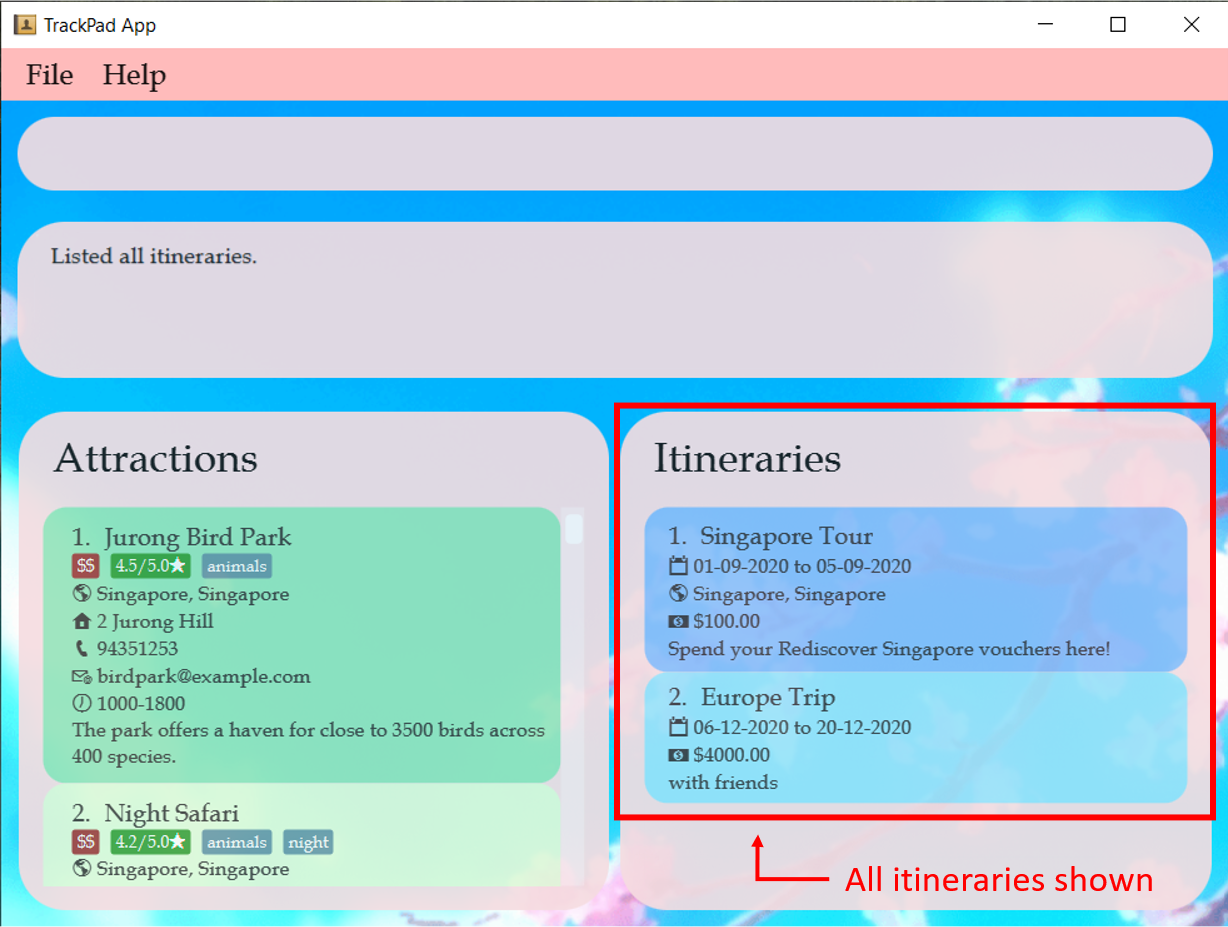 TrackPad App
File Help
Listed all itineraries.
Attractions
1. Jurong Bird Park
$$ 4.5/5.0★ animals
Singapore, Singapore
2 Jurong Hill
94351253
birdpark@example.com
1000-1800
The park offers a haven for close to 3500 birds across
400 species.
2. Night Safari
$$ 4.2/5.0★ animals night
Singapore, Singapore
Itineraries
1. Singapore Tour
01-09-2020 to 05-09-2020
Singapore, Singapore
$100.00
Spend your Rediscover Singapore vouchers here!
2. Europe Trip
06-12-2020 to 20-12-2020
$4000.00
with friends
All itineraries shown